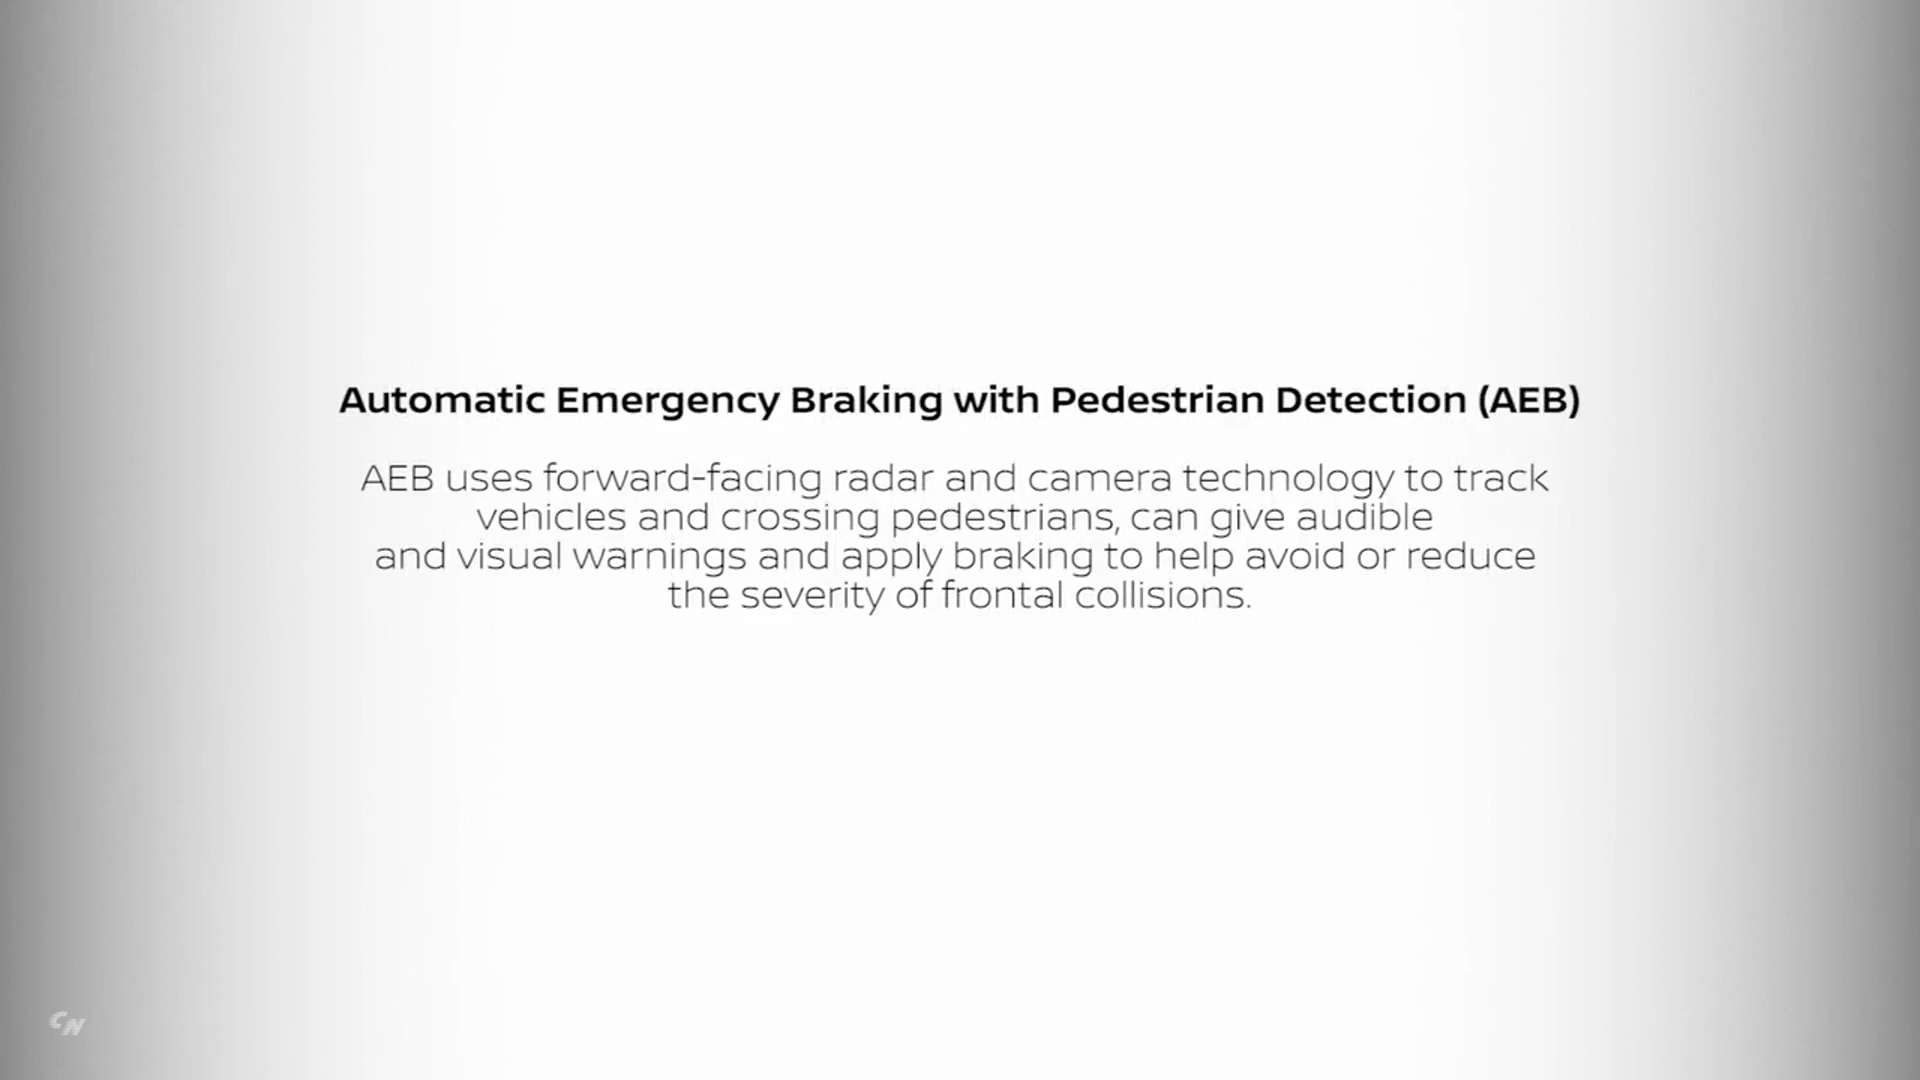 Automatic Emergency Braking with Pedestrian Detection (AEB)
AEB uses forward-facing radar and camera technology to track
vehicles and crossing pedestrians, can give audible
and visual warnings and apply braking to help avoid or reduce
the severity of frontal collisions.
CN